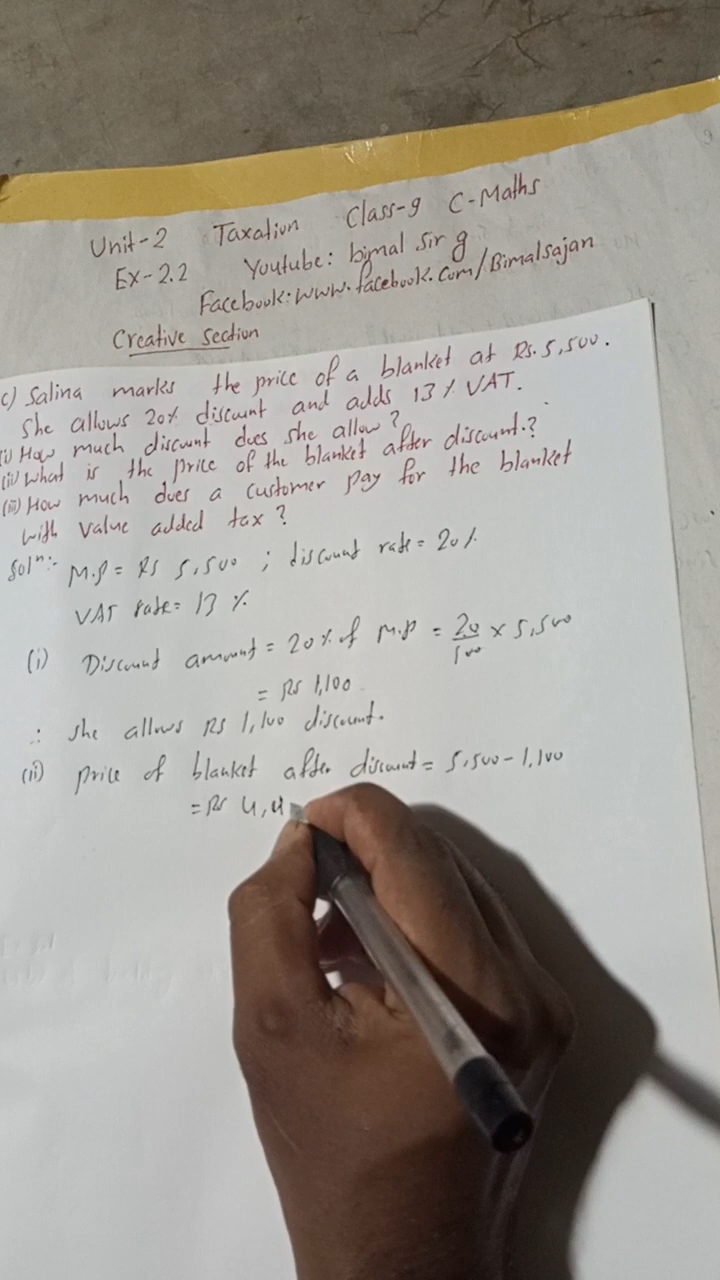 Unit-2 Taxation Class-9 C-Maths
Ex-2.2 Youtube: bimal sir g
Facebook: www.facebook.com/Bimalsajan
Creative section
c) Salina marks the price of a blanket at Rs. 5,500.
She allows 20% discount and adds 13% VAT.
(i) How much discount does she allow?
(ii) What is the price of the blanket after discount.?
(iii) How much does a customer pay for the blanket
with value added tax?
Solⁿ:- M.P = Rs 5,500 ; discount rate = 20%
VAT rate = 13 %
(i) Discount amount = 20% of M.P = 20/100 × 5,500
= Rs 1,100
∴ She allows Rs 1,100 discount.
(ii) price of blanket after discount = 5,500 - 1,100
= Rs 4,4